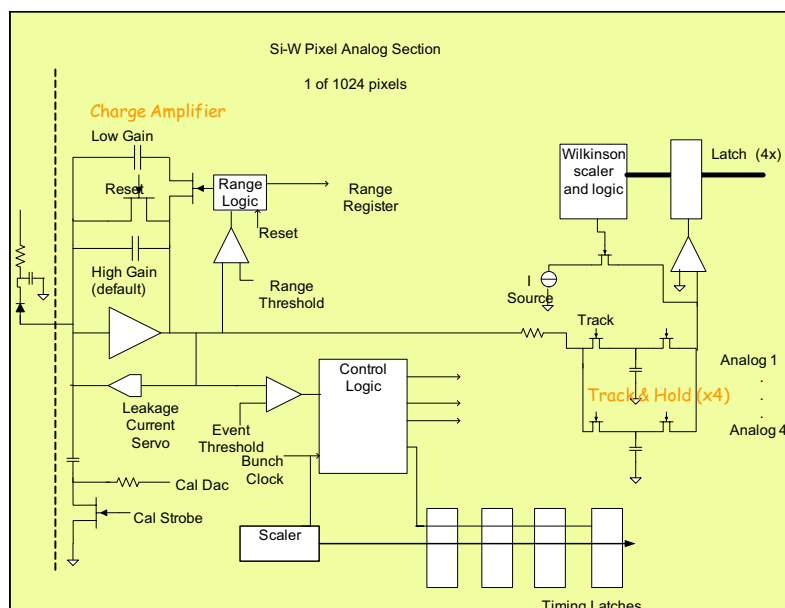 Si-W Pixel Analog Section
1 of 1024 pixels
Charge Amplifier
Low Gain
Reset
High Gain
(default)
Range
Logic
Range
Register
Reset
Range
Threshold
Wilkinson
scaler
and logic
Latch (4x)
I
Source
Track
Analog 1
.
.
.
Analog 4
Track & Hold (x4)
Control
Logic
Leakage
Current
Servo
Event
Threshold
Bunch
Clock
Cal Dac
Cal Strobe
Scaler
Timing Latches